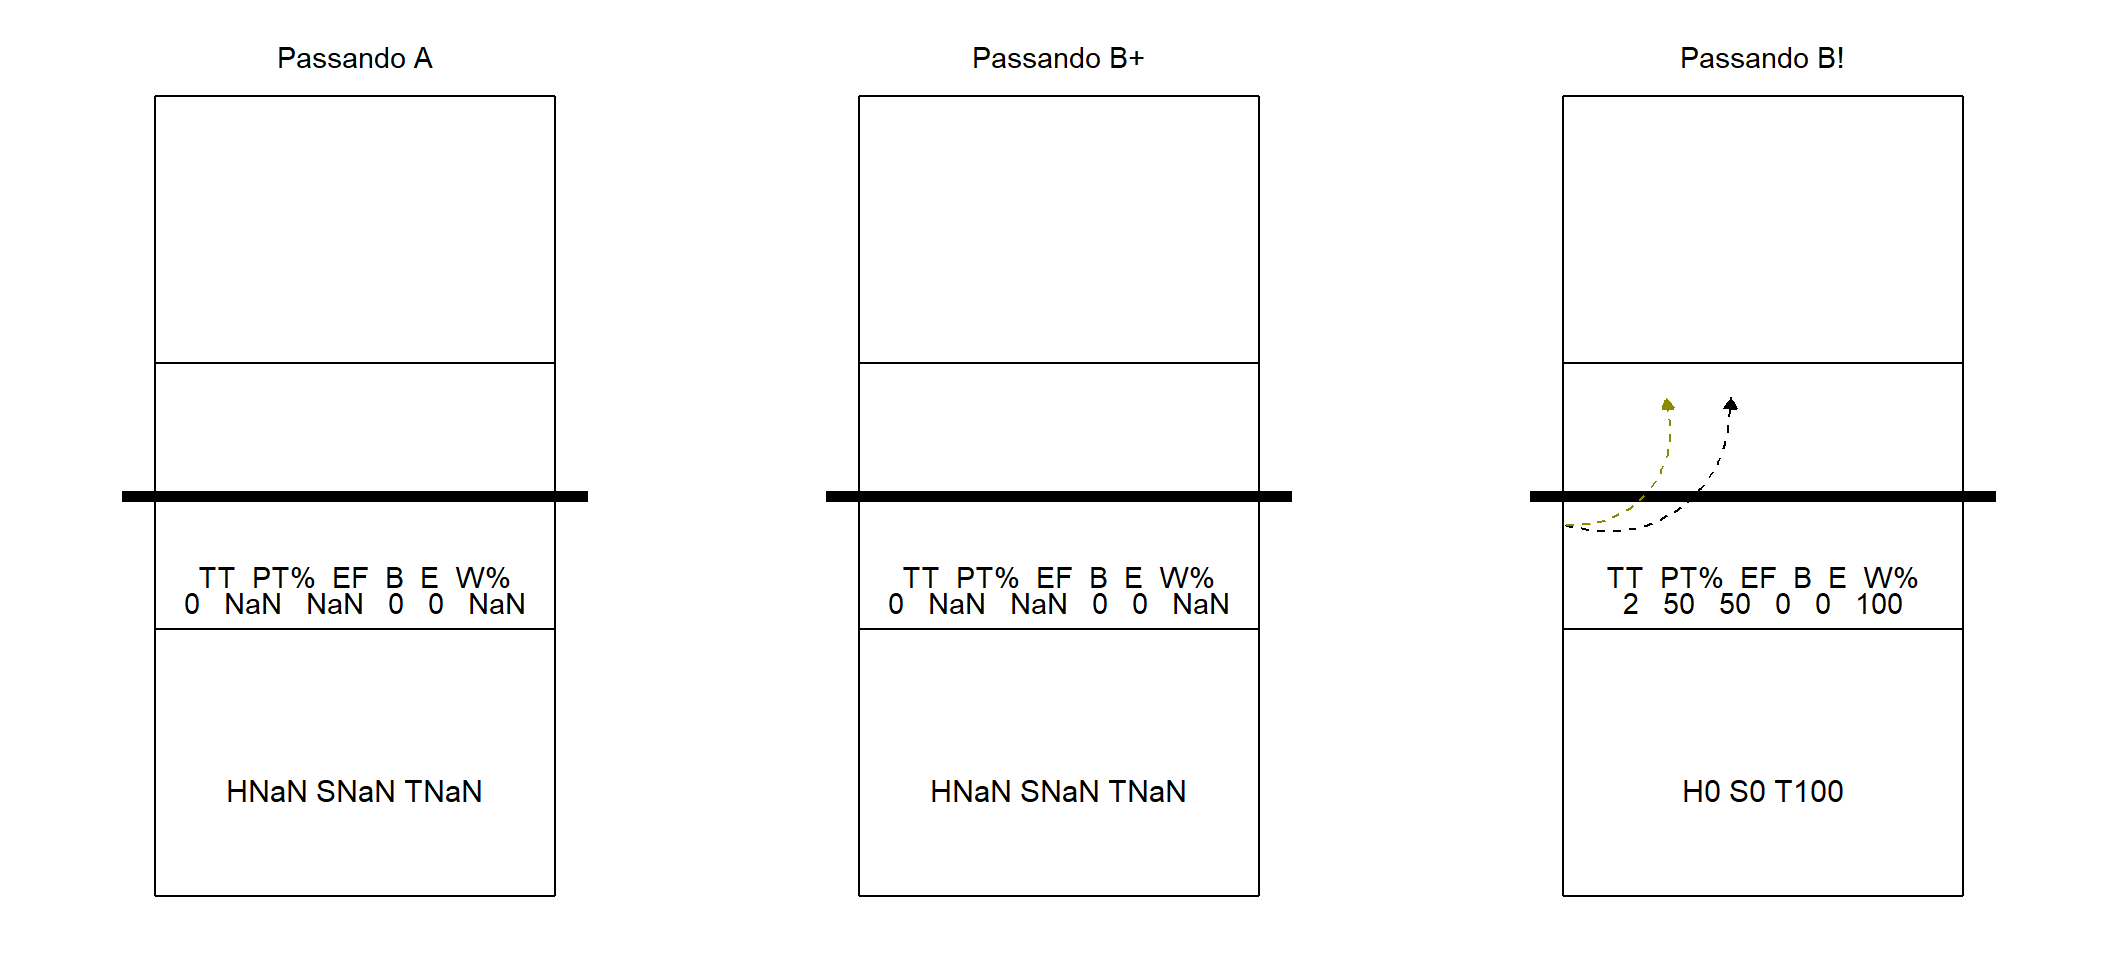 Passando A
TT PT% EF B E W%
0 NaN NaN 0 0 NaN
HNaN SNaN TNaN
Passando B+
TT PT% EF B E W%
0 NaN NaN 0 0 NaN
HNaN SNaN TNaN
Passando B!
TT PT% EF B E W%
2 50 50 0 0 100
H0 S0 T100